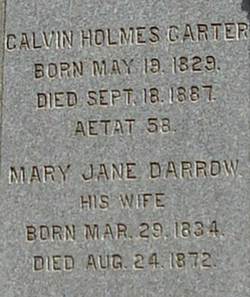 CALVIN HOLMES CARTER
BORN MAY 19. 1829.
DIED SEPT. 18. 1887.
AETAT 58.
MARY JANE DARROW.
HIS WIFE
BORN MAR. 29. 1834.
DIED AUG. 24. 1872.